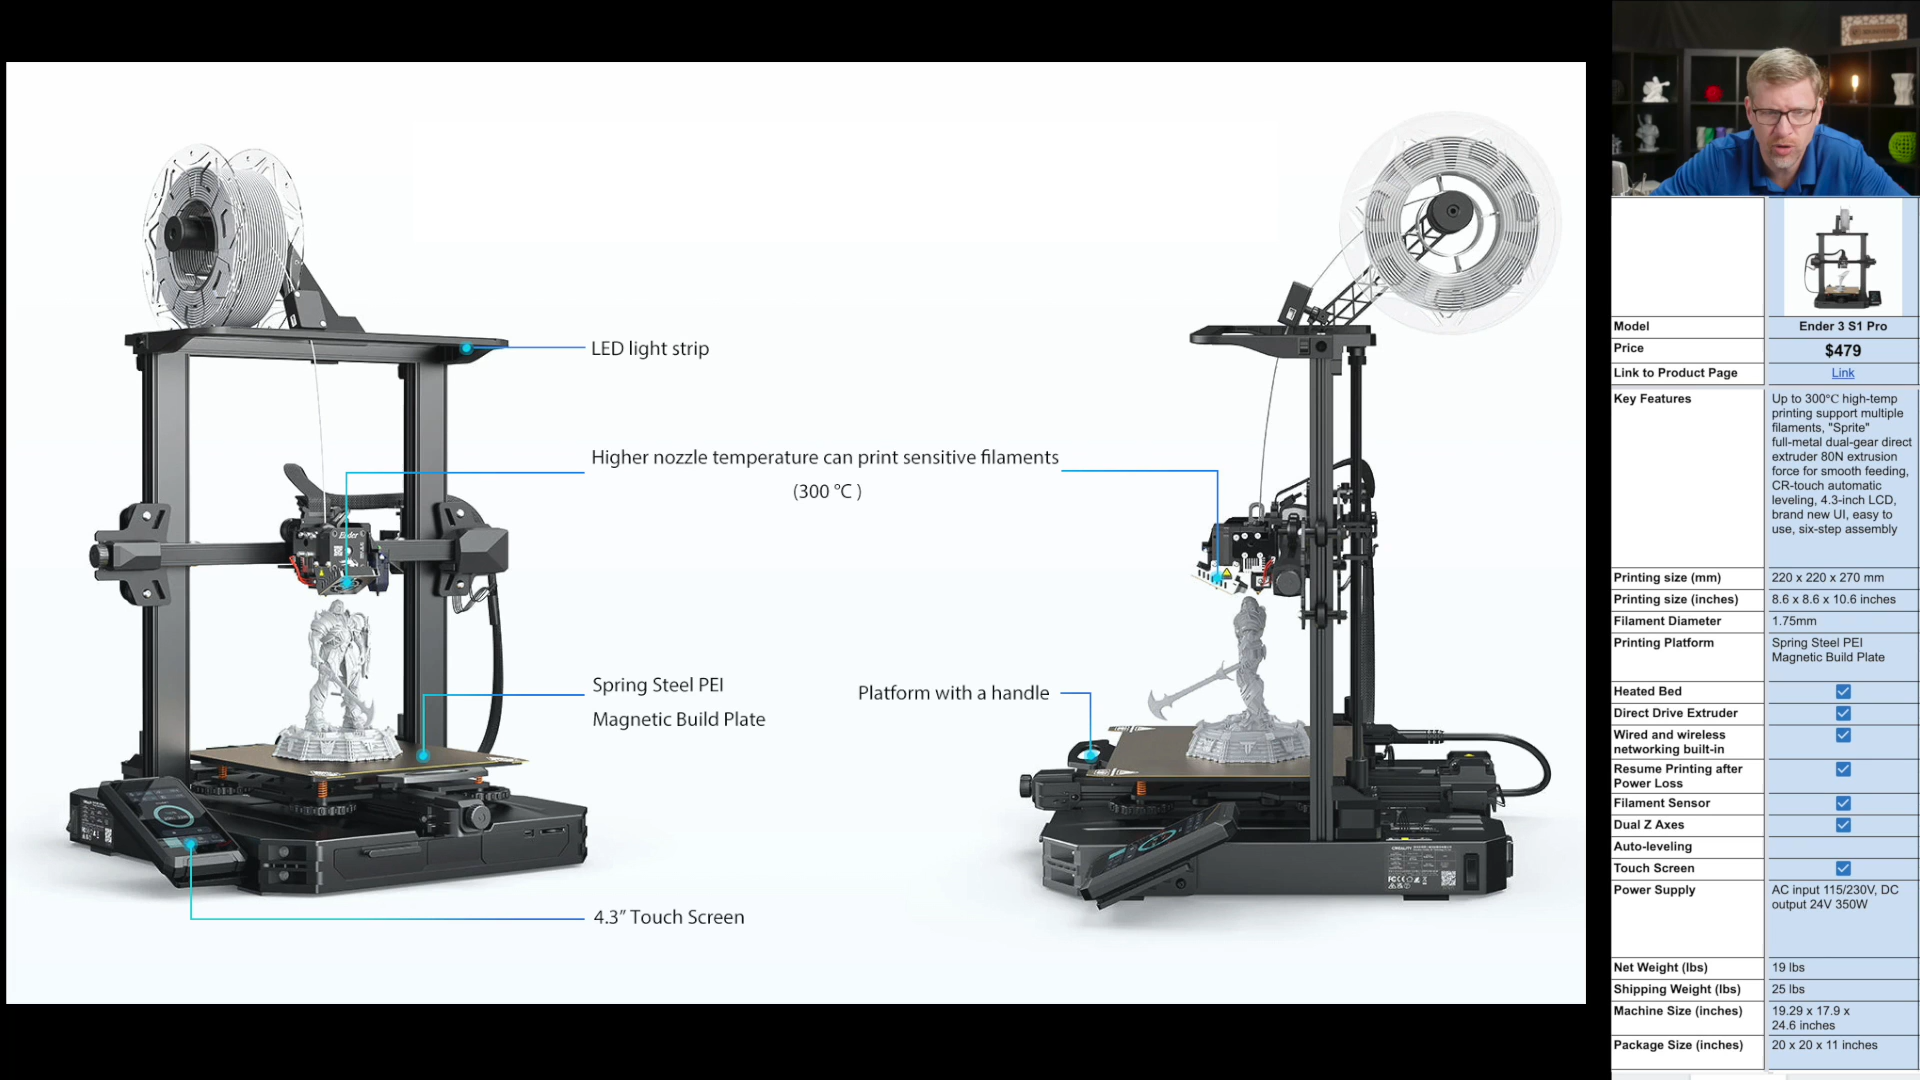 LED light strip
Higher nozzle temperature can print sensitive filaments
(300 ℃ )
Ender
Spring Steel PEI
Magnetic Build Plate
Platform with a handle
4.3” Touch Screen
Model
Ender 3 S1 Pro
Price
$479
Link to Product Page
Link
Key Features
Up to 300°C high-temp
printing support multiple
filaments, "Sprite"
full-metal dual-gear direct
extruder 80N extrusion
force for smooth feeding,
CR-touch automatic
leveling, 4.3-inch LCD,
brand new UI, easy to
use, six-step assembly
Printing size (mm)
220 x 220 x 270 mm
Printing size (inches)
8.6 x 8.6 x 10.6 inches
Filament Diameter
1.75mm
Printing Platform
Spring Steel PEI
Magnetic Build Plate
Heated Bed
Direct Drive Extruder
Wired and wireless
networking built-in
Resume Printing after
Power Loss
Filament Sensor
Dual Z Axes
Auto-leveling
Touch Screen
Power Supply
AC input 115/230V, DC
output 24V 350W
Net Weight (lbs)
19 lbs
Shipping Weight (lbs)
25 lbs
Machine Size (inches)
19.29 x 17.9 x
24.6 inches
Package Size (inches)
20 x 20 x 11 inches